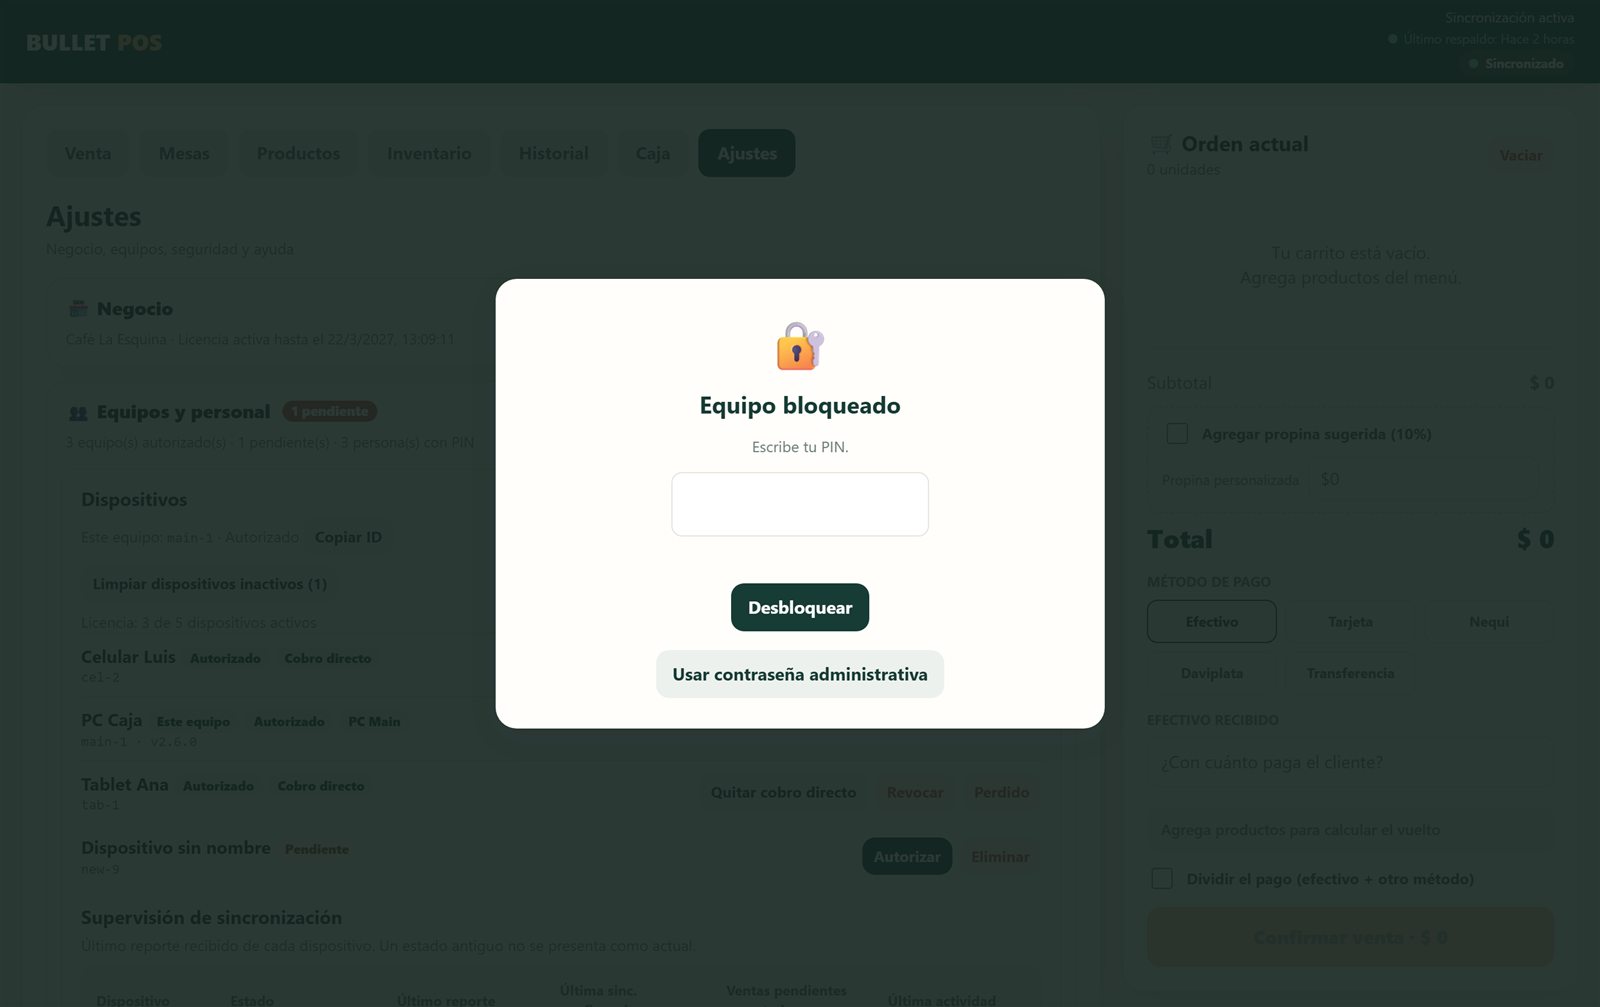 BULLET POS
Sincronización activa
Último respaldo: Hace 2 horas
Sincronizado
Venta
Mesas
Productos
Inventario
Historial
Caja
Ajustes
Ajustes
Negocio, equipos, seguridad y ayuda
Negocio
Café La Esquina · Licencia activa hasta el 22/3/2027, 13:09:11
Equipos y personal 1 pendiente
3 equipo(s) autorizado(s) · 1 pendiente(s) · 3 persona(s) con PIN
Dispositivos
Este equipo: main-1 · Autorizado Copiar ID
Limpiar dispositivos inactivos (1)
Licencia: 3 de 5 dispositivos activos
Celular Luis Autorizado Cobro directo
cel-2
PC Caja Este equipo Autorizado PC Main
main-1 · v2.6.0
Tablet Ana Autorizado Cobro directo
tab-1
Quitar cobro directo Revocar Perdido
Dispositivo sin nombre Pendiente
new-9
Autorizar Eliminar
Supervisión de sincronización
Último reporte recibido de cada dispositivo. Un estado antiguo no se presenta como actual.
Dispositivo
Estado
Último reporte
Última sinc.
Ventas pendientes
Última actividad
Equipo bloqueado
Escribe tu PIN.
Desbloquear
Usar contraseña administrativa
Orden actual
0 unidades
Vaciar
Tu carrito está vacío.
Agrega productos del menú.
Subtotal $ 0
Agregar propina sugerida (10%)
Propina personalizada $0
Total $ 0
MÉTODO DE PAGO
Efectivo Tarjeta Nequi
Daviplata Transferencia
EFECTIVO RECIBIDO
¿Con cuánto paga el cliente?
Agrega productos para calcular el vuelto
Dividir el pago (efectivo + otro método)
Confirmar venta · $ 0